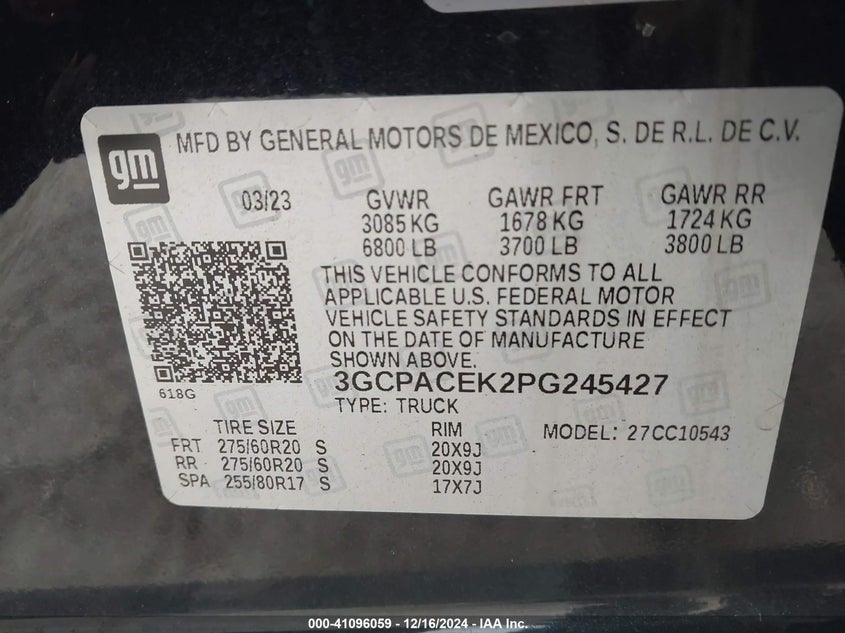 gm
MFD BY GENERAL MOTORS DE MEXICO, S. DE R.L. DE C.V.
03/23 GVWR GAWR FRT GAWR RR
3085 KG 1678 KG 1724 KG
6800 LB 3700 LB 3800 LB
THIS VEHICLE CONFORMS TO ALL
APPLICABLE U.S. FEDERAL MOTOR
VEHICLE SAFETY STANDARDS IN EFFECT
ON THE DATE OF MANUFACTURE
SHOWN ABOVE.
618G
3GCPACEK2PG245427
TYPE: TRUCK
TIRE SIZE RIM MODEL: 27CC10543
FRT 275/60R20 S 20X9J
RR 275/60R20 S 20X9J
SPA 255/80R17 S 17X7J
000-41096059 - 12/16/2024 - IAA Inc.